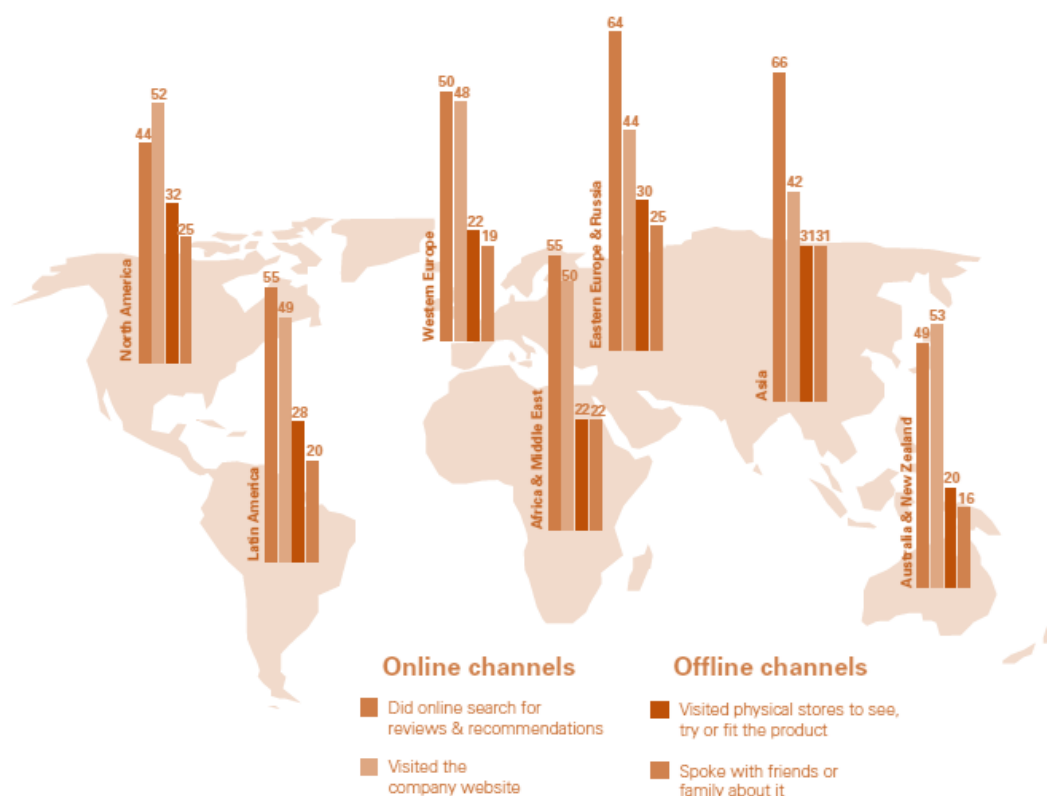 64
66
50
48
52
44
44
42
32
30
25
25
22
19
3131
55
50
55
49
53
49
28
20
22 22
20
16
North America
Latin America
Western Europe
Africa & Middle East
Eastern Europe & Russia
Asia
Australia & New Zealand
Online channels
Did online search for
reviews & recommendations
Visited the
company website
Offline channels
Visited physical stores to see,
try or fit the product
Spoke with friends or
family about it